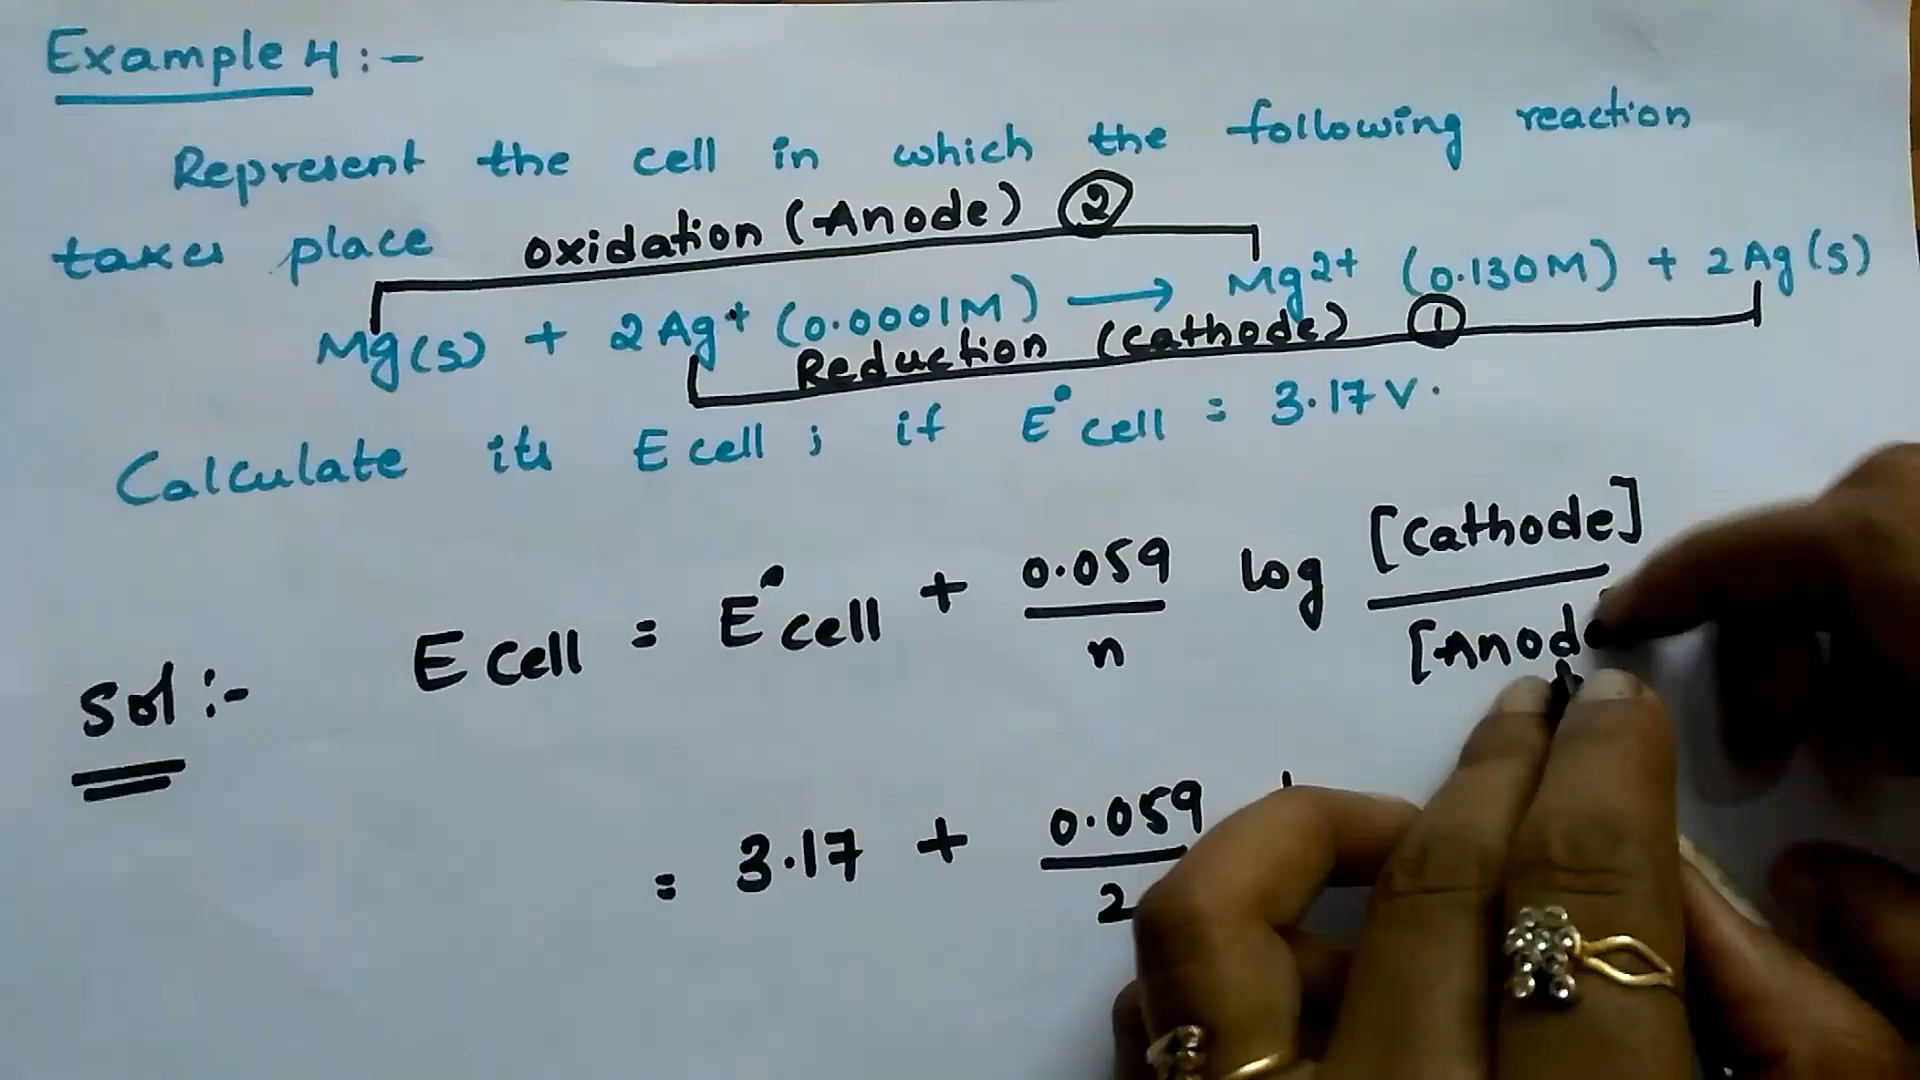 Example 4:-
Represent the cell in which the following reaction
takes place
oxidation (Anode) ②
Mg(s) + 2Ag⁺ (0.0001M) ⟶ Mg2+ (0.130M) + 2Ag(s)
Reduction (Cathode) ①
Calculate its E cell ; if E°cell = 3.17V.
Sol:-
E cell = E°cell + 0.059/n log [Cathode]/[Anode
= 3.17 + 0.059/2